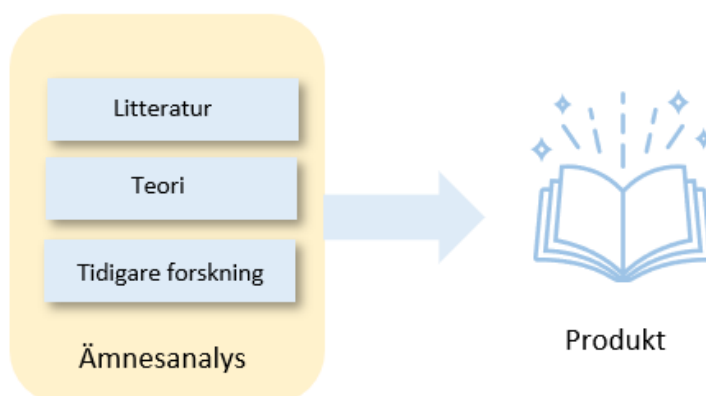 Litteratur
Teori
Tidigare forskning
Ämnesanalys
Produkt